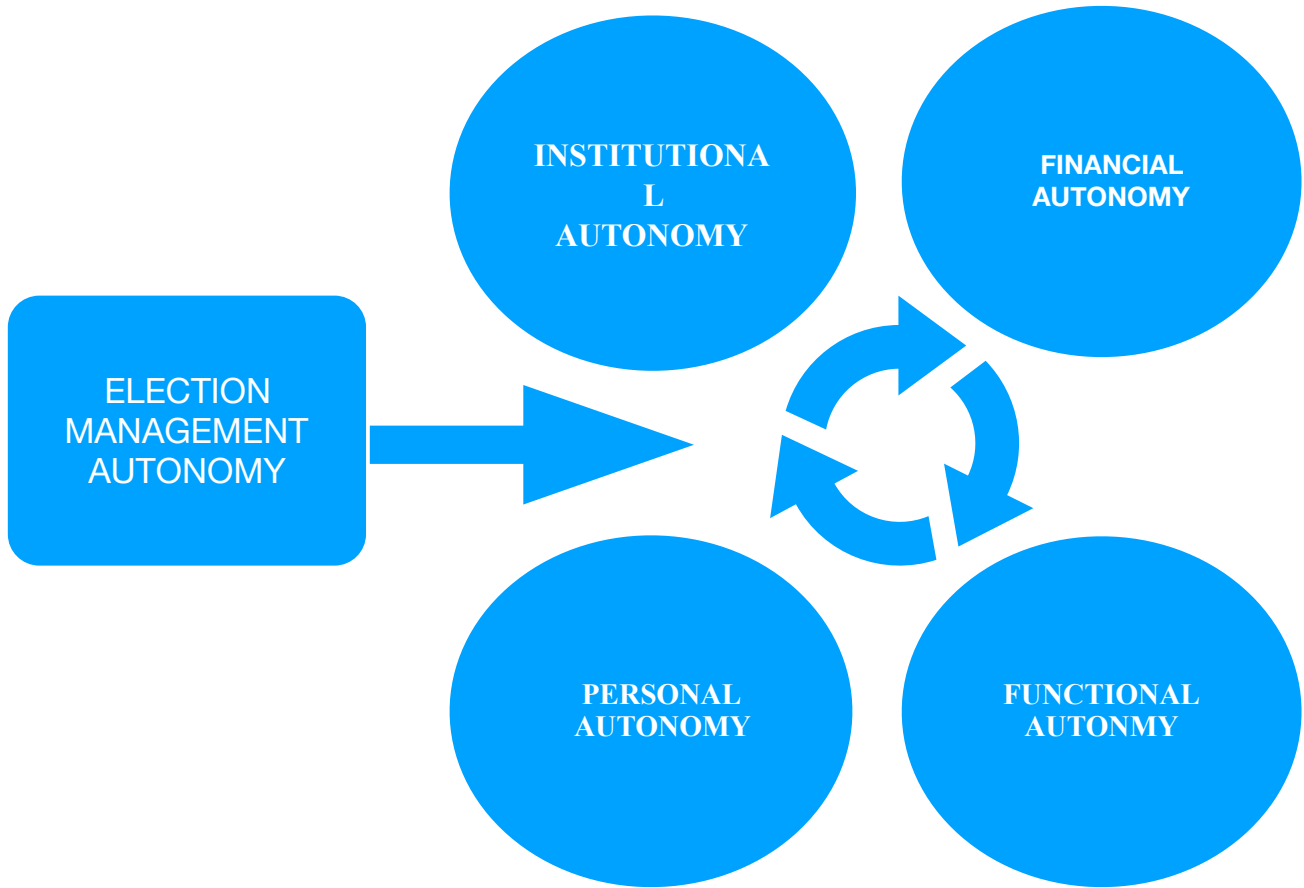 INSTITUTIONA
L
AUTONOMY
FINANCIAL
AUTONOMY
ELECTION
MANAGEMENT
AUTONOMY
PERSONAL
AUTONOMY
FUNCTIONAL
AUTONMY